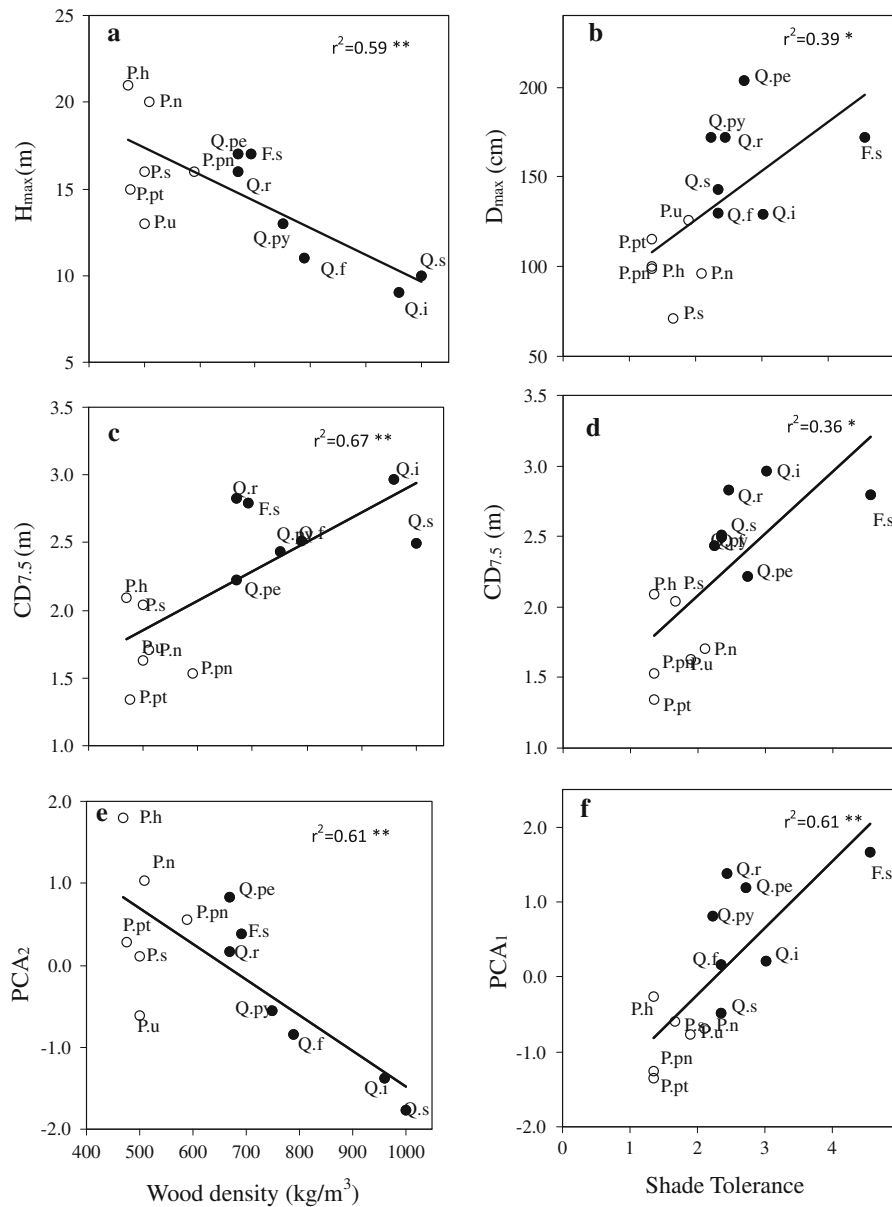 a
r²=0.59 **
25
20
15
10
5
Hmax(m)
P.h
P.n
Q.pe
F.s
P.s
P.pn
Q.r
P.pt
P.u
Q.py
Q.f
Q.s
Q.i
b
r²=0.39 *
200
150
100
50
Dmax (cm)
Q.pe
Q.py
Q.r
F.s
Q.s
P.u
Q.f
Q.i
P.pt
P.pn
P.h
P.n
P.s
c
r²=0.67 **
3.5
3.0
2.5
2.0
1.5
1.0
CD7.5 (m)
Q.i
Q.r
F.s
Q.py
Q.f
Q.s
Q.pe
P.h
P.s
P.u
P.n
P.pn
P.pt
d
r²=0.36 *
3.5
3.0
2.5
2.0
1.5
1.0
CD7.5 (m)
Q.i
Q.r
F.s
Q.s
Q.py
Q.f
Q.pe
P.h
P.s
P.n
P.pn
P.u
P.pt
e
r²=0.61 **
2.0
1.0
0.0
-1.0
-2.0
PCA2
P.h
P.n
Q.pe
P.pn
P.pt
F.s
P.s
Q.r
P.u
Q.py
Q.f
Q.i
Q.s
400 500 600 700 800 900 1000
Wood density (kg/m³)
f
r²=0.61 **
2.0
1.0
0.0
-1.0
-2.0
PCA1
Q.r
F.s
Q.pe
Q.py
Q.f
Q.i
P.h
Q.s
P.s
P.n
P.u
P.pn
P.pt
0 1 2 3 4
Shade Tolerance